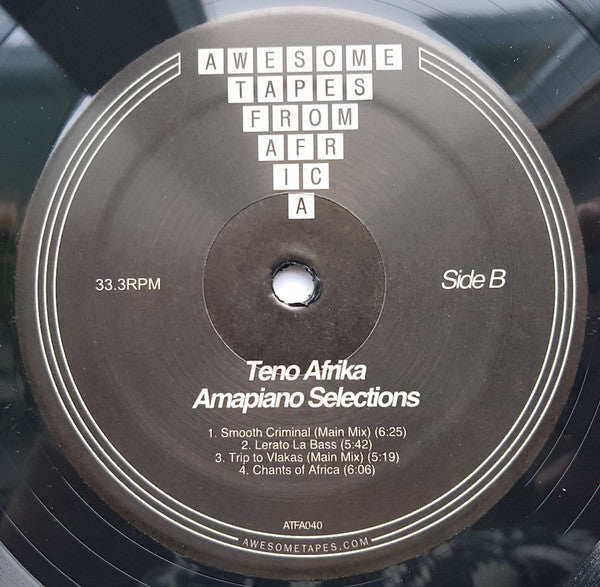 AWESOME
TAPES
FROM
AFR
IC
A
33.3RPM
Side B
Teno Afrika
Amapiano Selections
1. Smooth Criminal (Main Mix) (6:25)
2. Lerato La Bass (5:42)
3. Trip to Vlakas (Main Mix) (5:19)
4. Chants of Africa (6:06)
ATFA040
AWESOMETAPES.COM